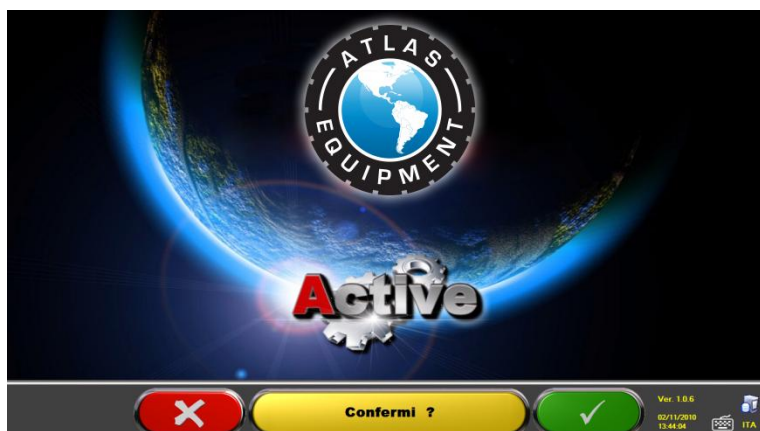 ATLAS
EQUIPMENT
Active
Confermi ?
Ver. 1.0.6
02/11/2010
13:44:04
ITA